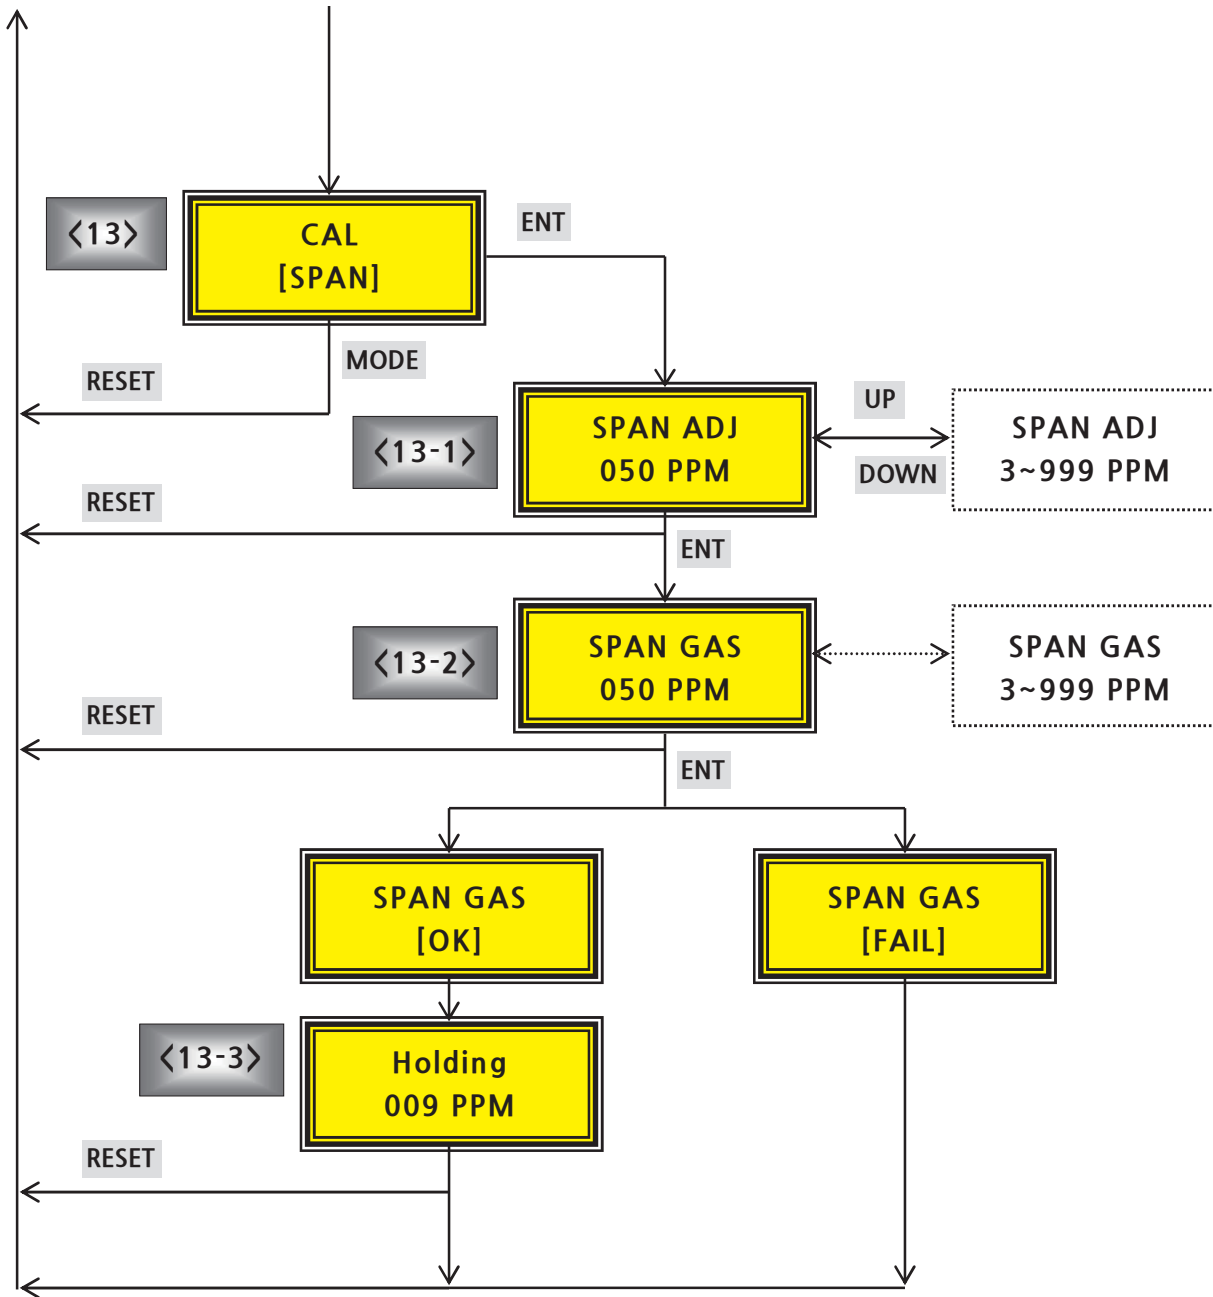 <13>
CAL
[SPAN]
ENT
MODE
RESET
<13-1>
SPAN ADJ
050 PPM
UP
DOWN
SPAN ADJ
3~999 PPM
RESET
ENT
<13-2>
SPAN GAS
050 PPM
SPAN GAS
3~999 PPM
RESET
ENT
SPAN GAS
[OK]
SPAN GAS
[FAIL]
<13-3>
Holding
009 PPM
RESET